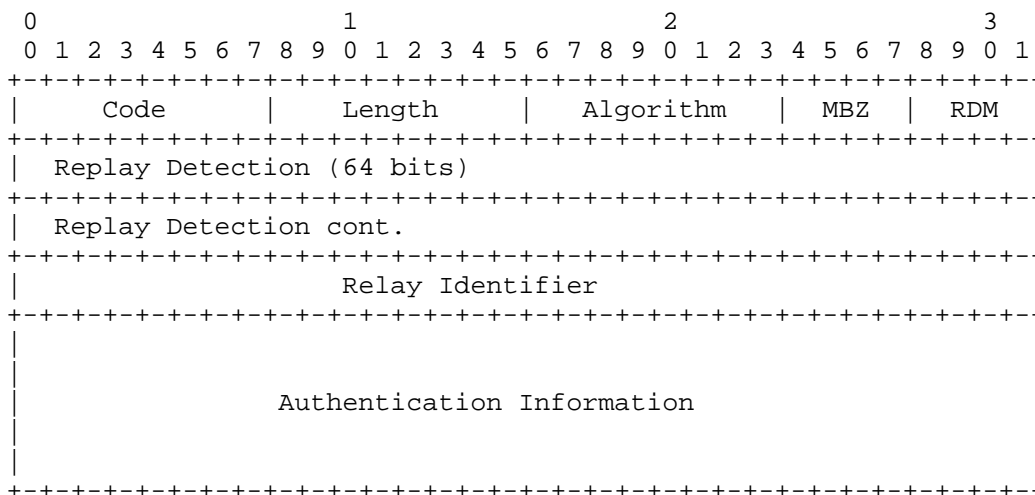 0                   1                   2                   3
 0 1 2 3 4 5 6 7 8 9 0 1 2 3 4 5 6 7 8 9 0 1 2 3 4 5 6 7 8 9 0 1
+-+-+-+-+-+-+-+-+-+-+-+-+-+-+-+-+-+-+-+-+-+-+-+-+-+-+-+-+-+-+-+-
|     Code      |    Length     |   Algorithm   |  MBZ  |  RDM
+-+-+-+-+-+-+-+-+-+-+-+-+-+-+-+-+-+-+-+-+-+-+-+-+-+-+-+-+-+-+-+-
|  Replay Detection (64 bits)
+-+-+-+-+-+-+-+-+-+-+-+-+-+-+-+-+-+-+-+-+-+-+-+-+-+-+-+-+-+-+-+-
|  Replay Detection cont.
+-+-+-+-+-+-+-+-+-+-+-+-+-+-+-+-+-+-+-+-+-+-+-+-+-+-+-+-+-+-+-+-
|                    Relay Identifier
+-+-+-+-+-+-+-+-+-+-+-+-+-+-+-+-+-+-+-+-+-+-+-+-+-+-+-+-+-+-+-+-
|
|
|                Authentication Information
|
|
+-+-+-+-+-+-+-+-+-+-+-+-+-+-+-+-+-+-+-+-+-+-+-+-+-+-+-+-+-+-+-+-